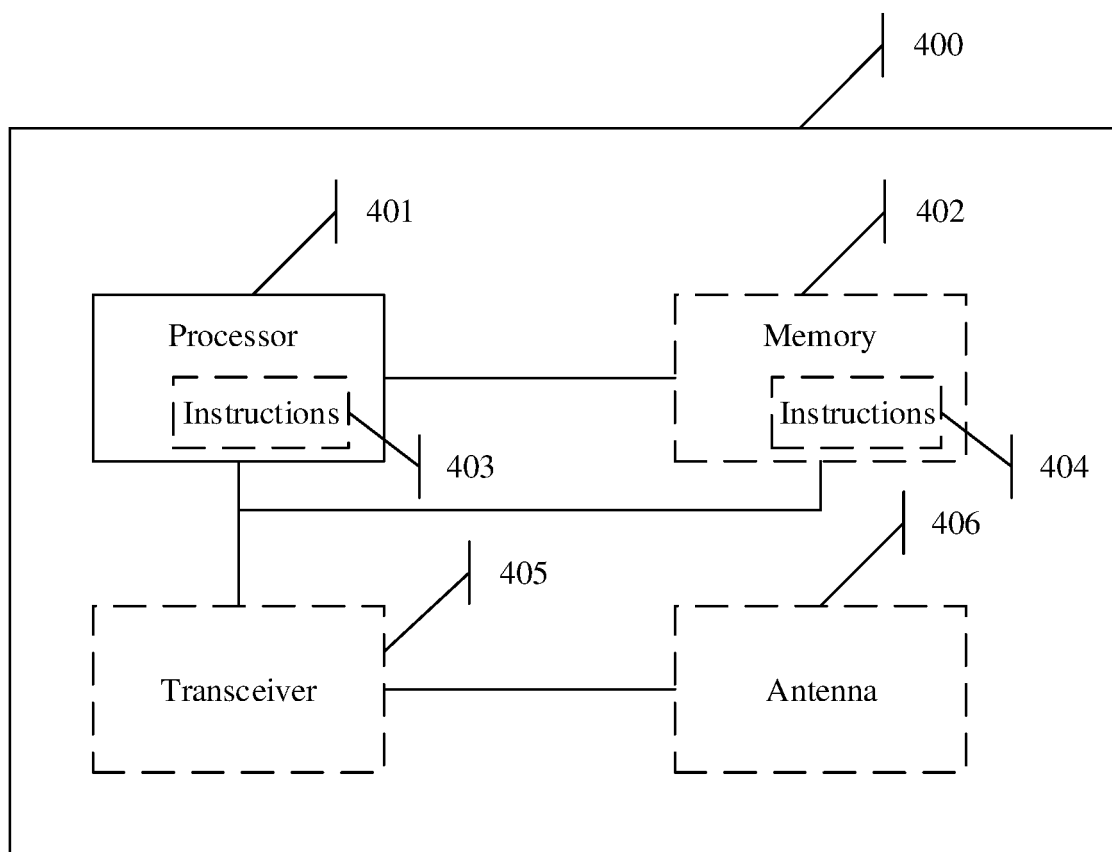 400
401
402
Processor
Memory
Instructions
Instructions
403
404
406
405
Transceiver
Antenna